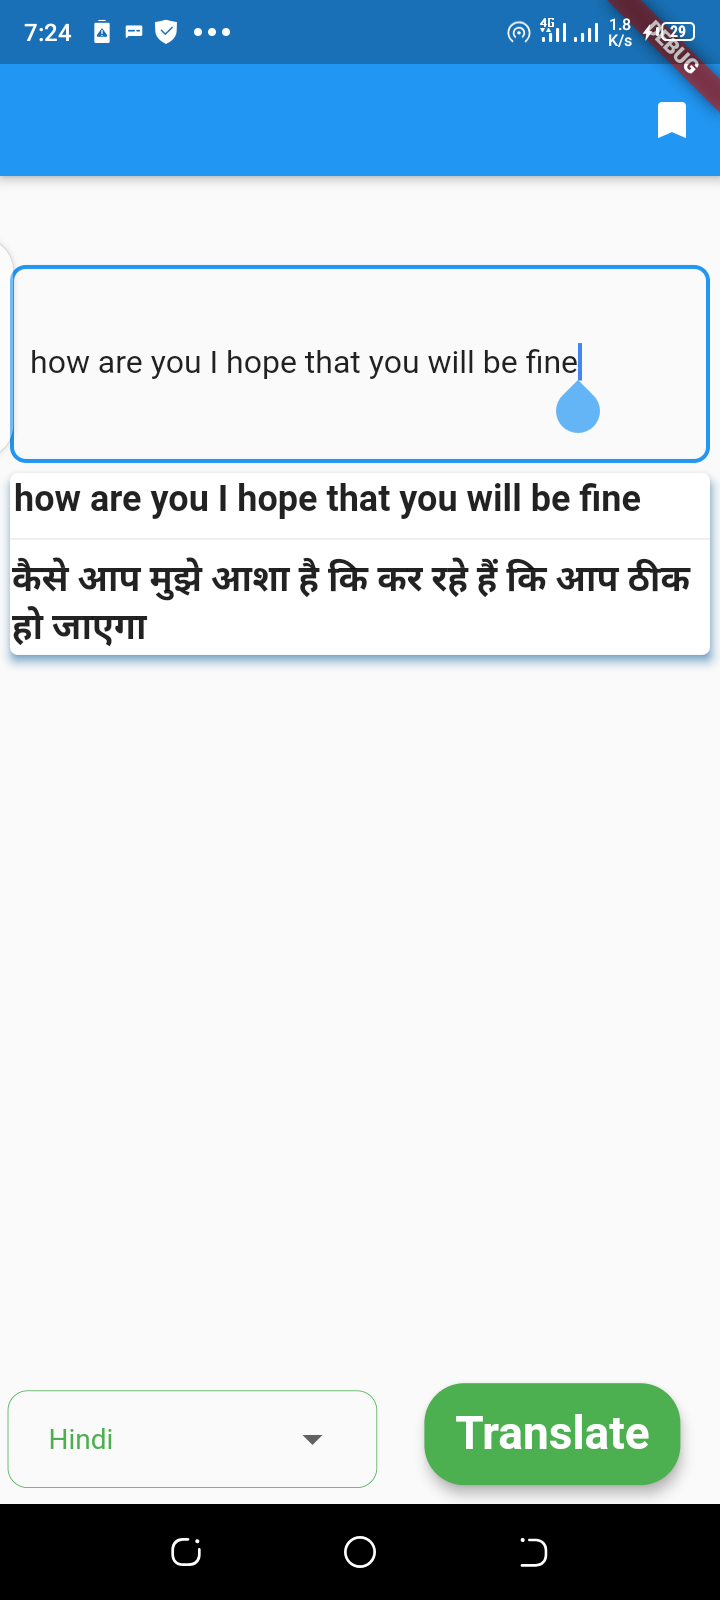 7:24
4G
1.8
K/s
29
DEBUG
how are you I hope that you will be fine
how are you I hope that you will be fine
कैसे आप मुझे आशा है कि कर रहे हैं कि आप ठीक
हो जाएगा
Hindi
Translate